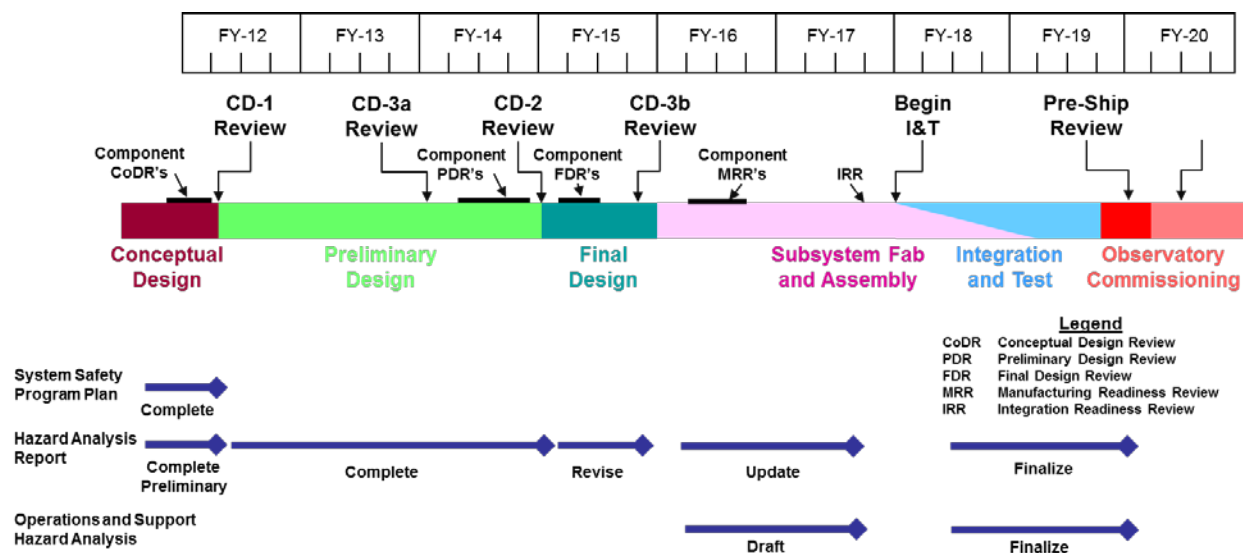 FY-12 FY-13 FY-14 FY-15 FY-16 FY-17 FY-18 FY-19 FY-20
CD-1
Review
CD-3a
Review
CD-2
Review
CD-3b
Review
Begin
I&T
Pre-Ship
Review
Component
CoDR's
Component
PDR's
Component
FDR's
Component
MRR's
IRR
Conceptual
Design
Preliminary
Design
Final
Design
Subsystem Fab
and Assembly
Integration
and Test
Observatory
Commissioning
Legend
CoDR Conceptual Design Review
PDR Preliminary Design Review
FDR Final Design Review
MRR Manufacturing Readiness Review
IRR Integration Readiness Review
System Safety
Program Plan
Complete
Hazard Analysis
Report
Complete
Preliminary
Complete
Revise
Update
Finalize
Operations and Support
Hazard Analysis
Draft
Finalize